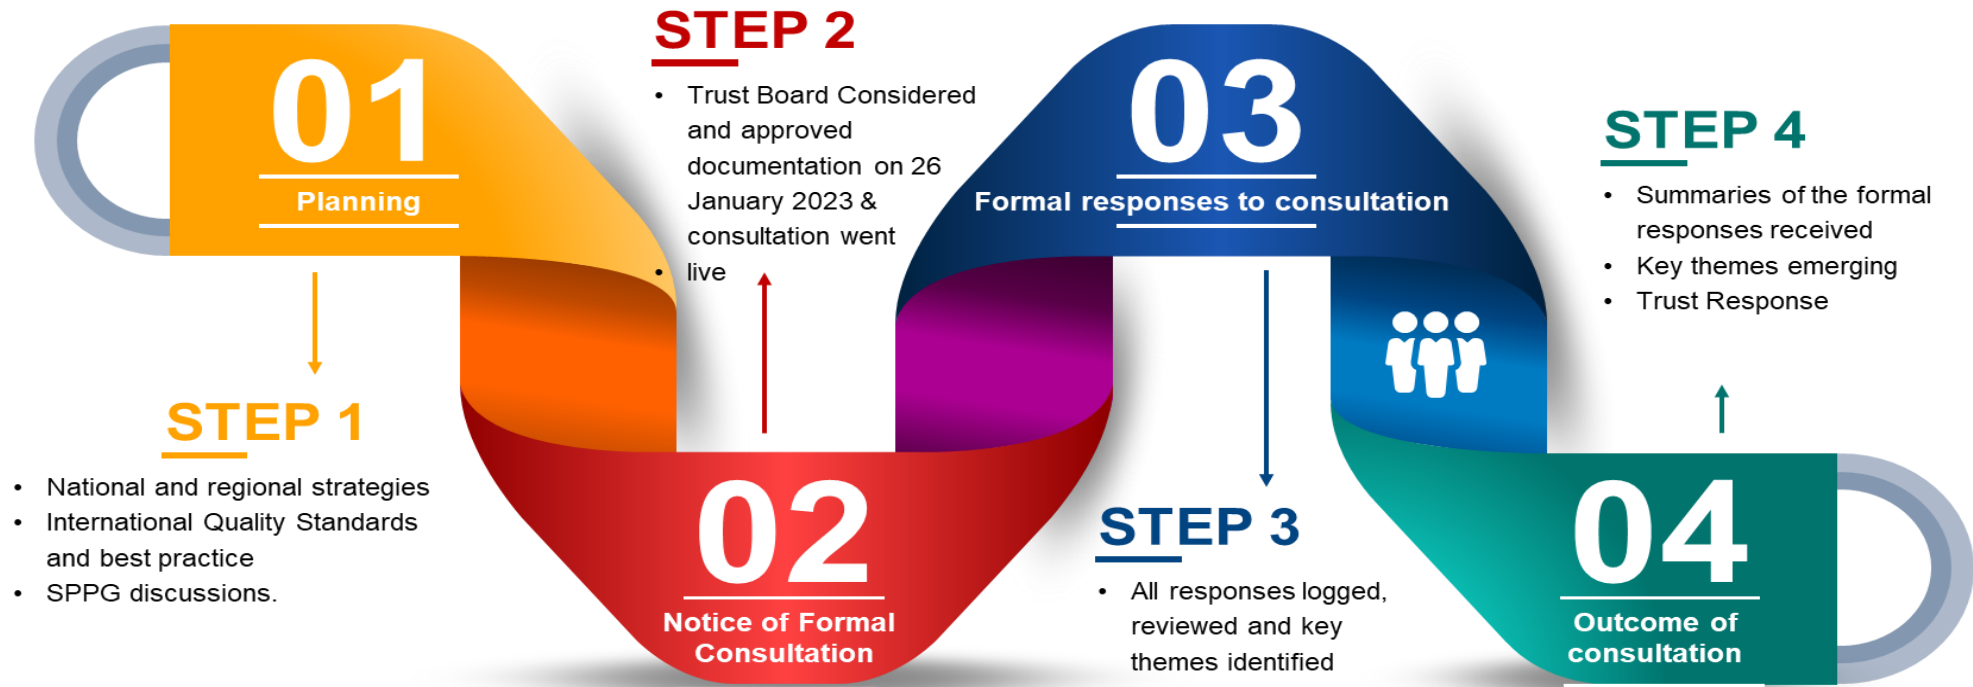 01
Planning
STEP 1
• National and regional strategies
• International Quality Standards
and best practice
• SPPG discussions.
STEP 2
• Trust Board Considered
and approved
documentation on 26
January 2023 &
consultation went
• live
02
Notice of Formal
Consultation
03
Formal responses to consultation
STEP 3
• All responses logged,
reviewed and key
themes identified
STEP 4
• Summaries of the formal
responses received
• Key themes emerging
• Trust Response
04
Outcome of
consultation